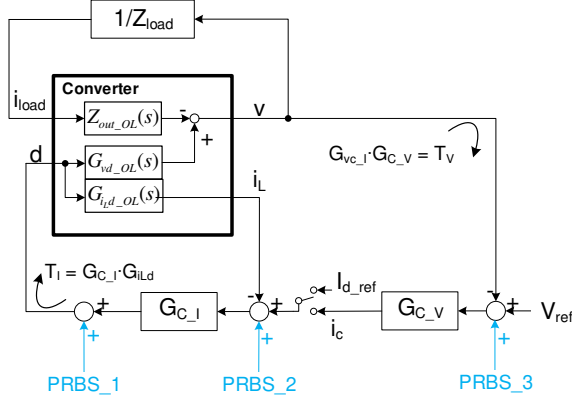 1/Z_load
Converter
i_load
Z_out_OL(s)
-
v
+
d
G_vd_OL(s)
G_vc_I·G_C_V = T_V
G_iLd_OL(s)
i_L
T_I = G_C_I·G_iLd
-
I_d_ref
-
+
G_C_I
+
G_C_V
+
V_ref
+
+
i_c
+
PRBS_1
PRBS_2
PRBS_3